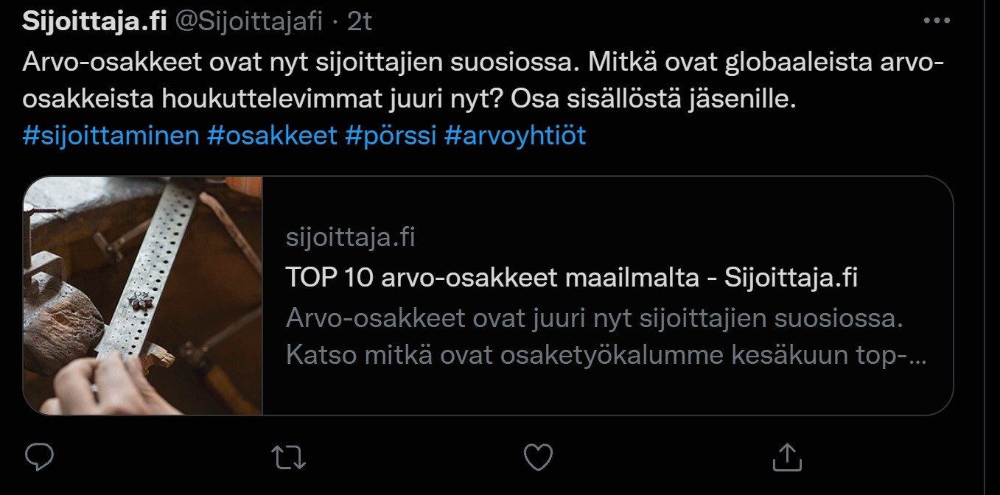 Sijoittaja.fi @Sijoittajafi · 2t
Arvo-osakkeet ovat nyt sijoittajien suosiossa. Mitkä ovat globaaleista arvo-
osakkeista houkuttelevimmat juuri nyt? Osa sisällöstä jäsenille.
#sijoittaminen #osakkeet #pörssi #arvoyhtiöt
sijoittaja.fi
TOP 10 arvo-osakkeet maailmalta - Sijoittaja.fi
Arvo-osakkeet ovat juuri nyt sijoittajien suosiossa.
Katso mitkä ovat osaketyökalumme kesäkuun top-...